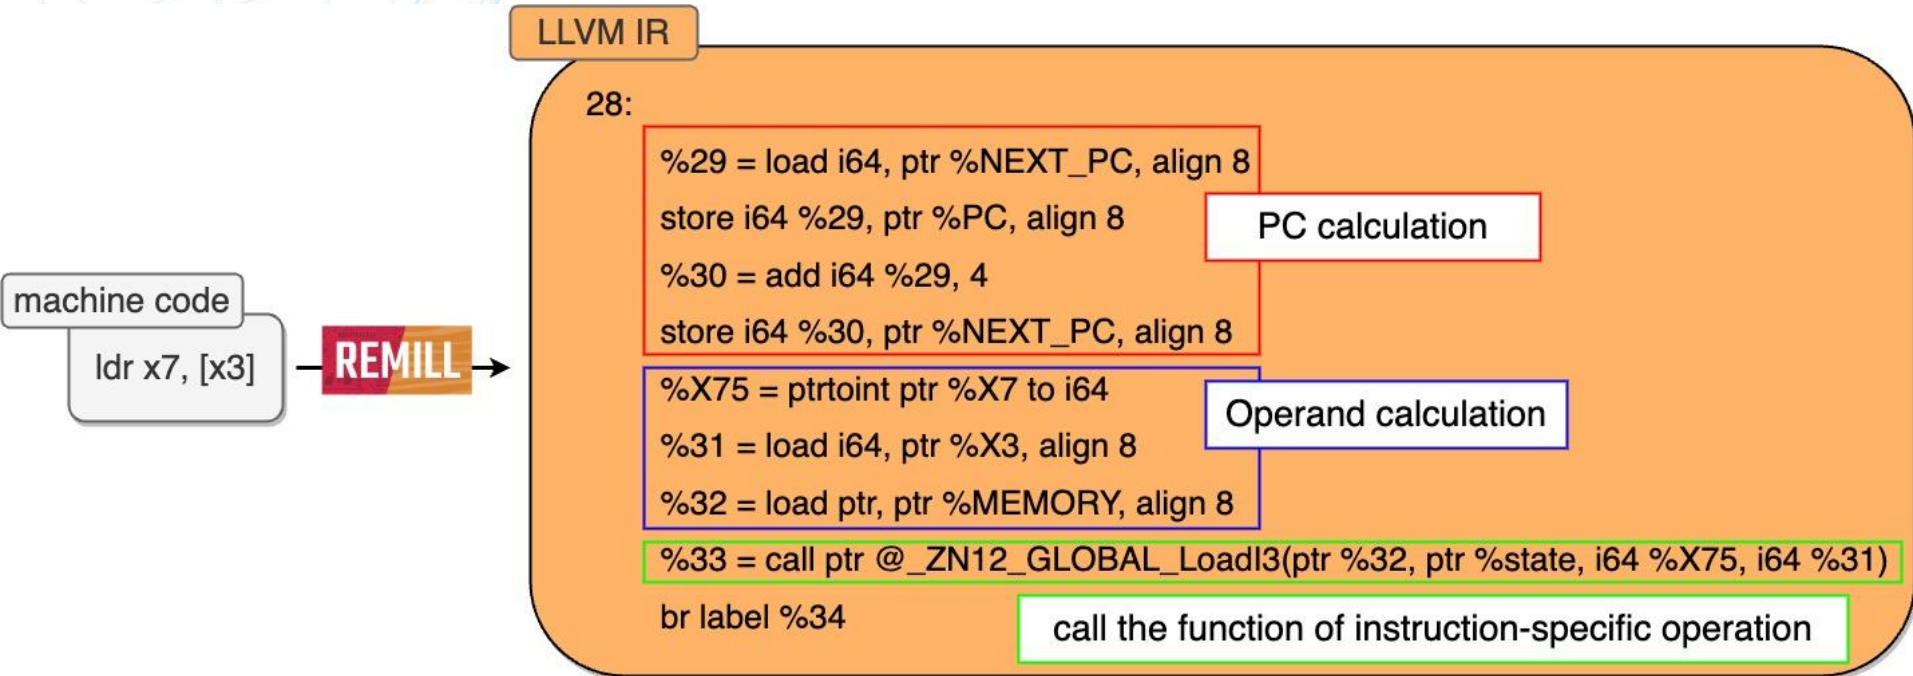 LLVM IR
28:
%29 = load i64, ptr %NEXT_PC, align 8
store i64 %29, ptr %PC, align 8
PC calculation
%30 = add i64 %29, 4
store i64 %30, ptr %NEXT_PC, align 8
machine code
ldr x7, [x3]
REMILL
%X75 = ptrtoint ptr %X7 to i64
Operand calculation
%31 = load i64, ptr %X3, align 8
%32 = load ptr, ptr %MEMORY, align 8
%33 = call ptr @_ZN12_GLOBAL_LoadI3(ptr %32, ptr %state, i64 %X75, i64 %31)
br label %34
call the function of instruction-specific operation